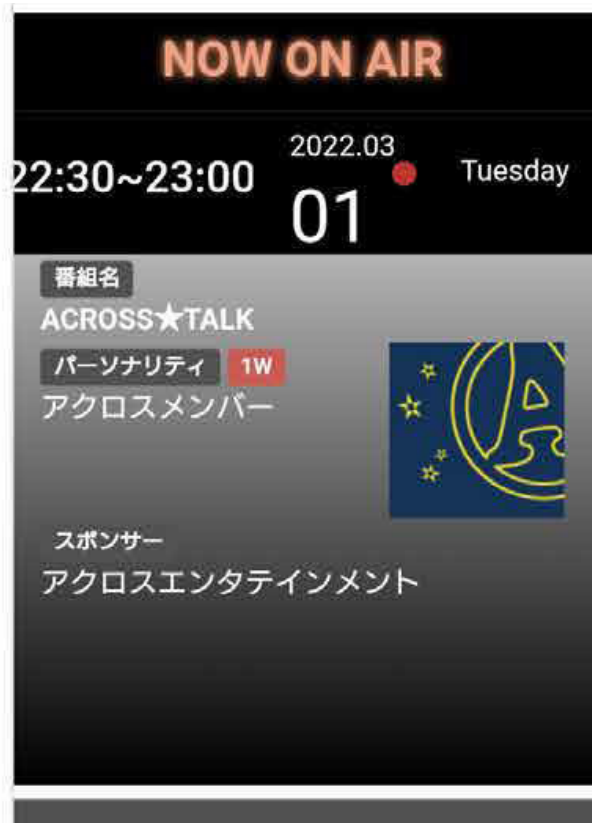 NOW ON AIR
22:30~23:00
2022.03
01
Tuesday
番組名
ACROSS★TALK
パーソナリティ 1W
アクロスメンバー
スポンサー
アクロスエンタテインメント